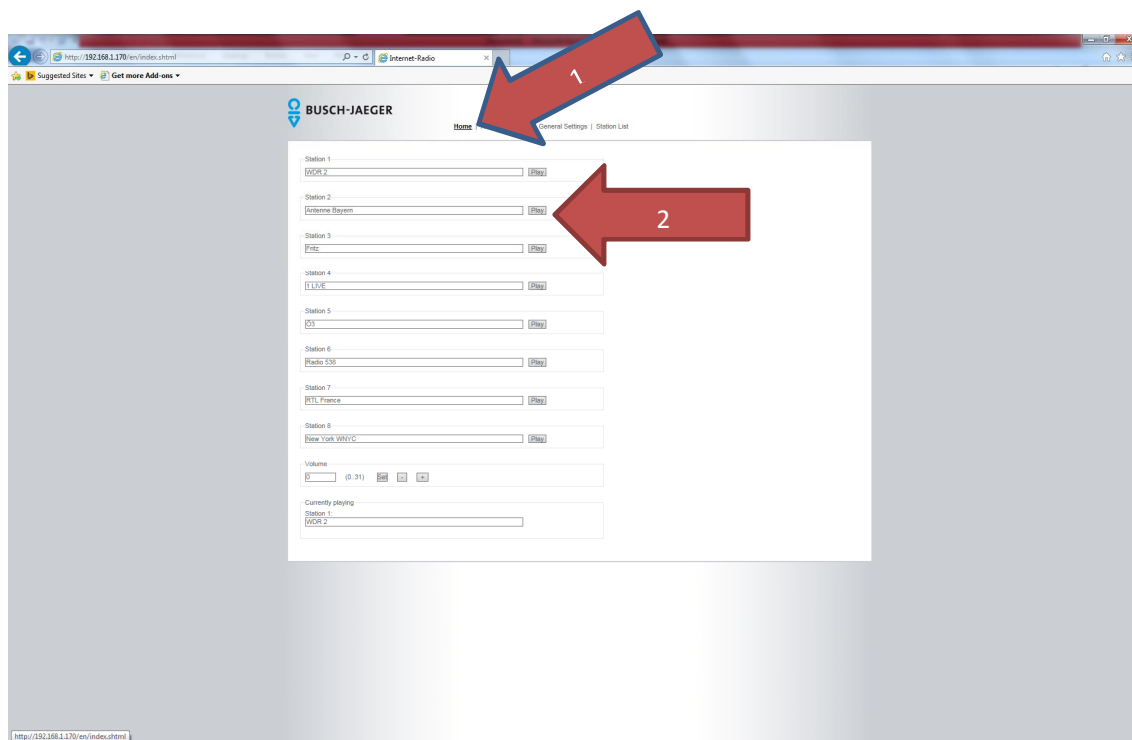 1
http://192.168.1.170/en/index.shtml
Internet-Radio
Suggested Sites
Get more Add-ons
BUSCH-JAEGER
Home | General Settings | Station List
Station 1
WDR 2 Play
Station 2
Antenne Bayern Play
2
Station 3
Fritz Play
Station 4
1 LIVE Play
Station 5
Ö3 Play
Station 6
Radio 538 Play
Station 7
RTL France Play
Station 8
New York WNYC Play
Volume
0 (0..31) Set - +
Currently playing
Station 1:
WDR 2
http://192.168.1.170/en/index.shtml